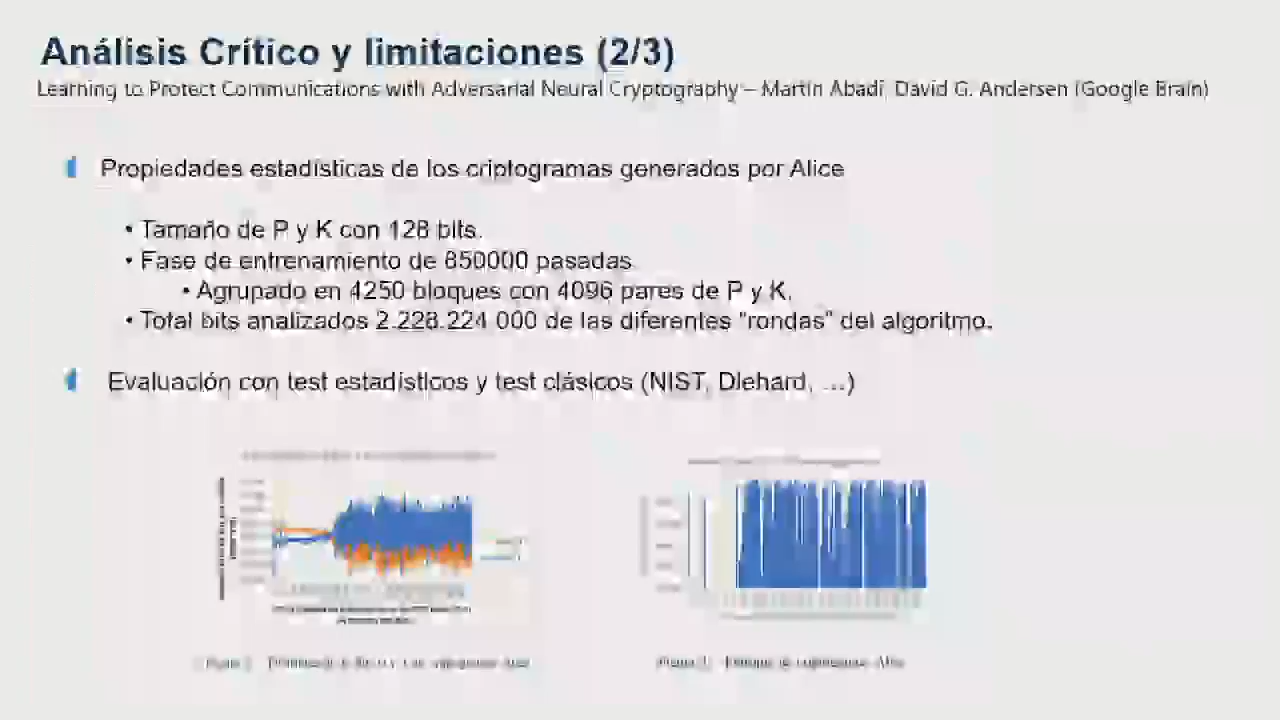 Análisis Crítico y limitaciones (2/3)
Learning to Protect Communications with Adversarial Neural Cryptography – Martín Abadi, David G. Andersen (Google Brain)
Propiedades estadísticas de los criptogramas generados por Alice
• Tamaño de P y K con 128 bits.
• Fase de entrenamiento de 850000 pasadas.
• Agrupado en 4250 bloques con 4096 pares de P y K.
• Total bits analizados 2.228.224.000 de las diferentes "rondas" del algoritmo.
Evaluación con test estadísticos y test clásicos (NIST, Diehard, ...)